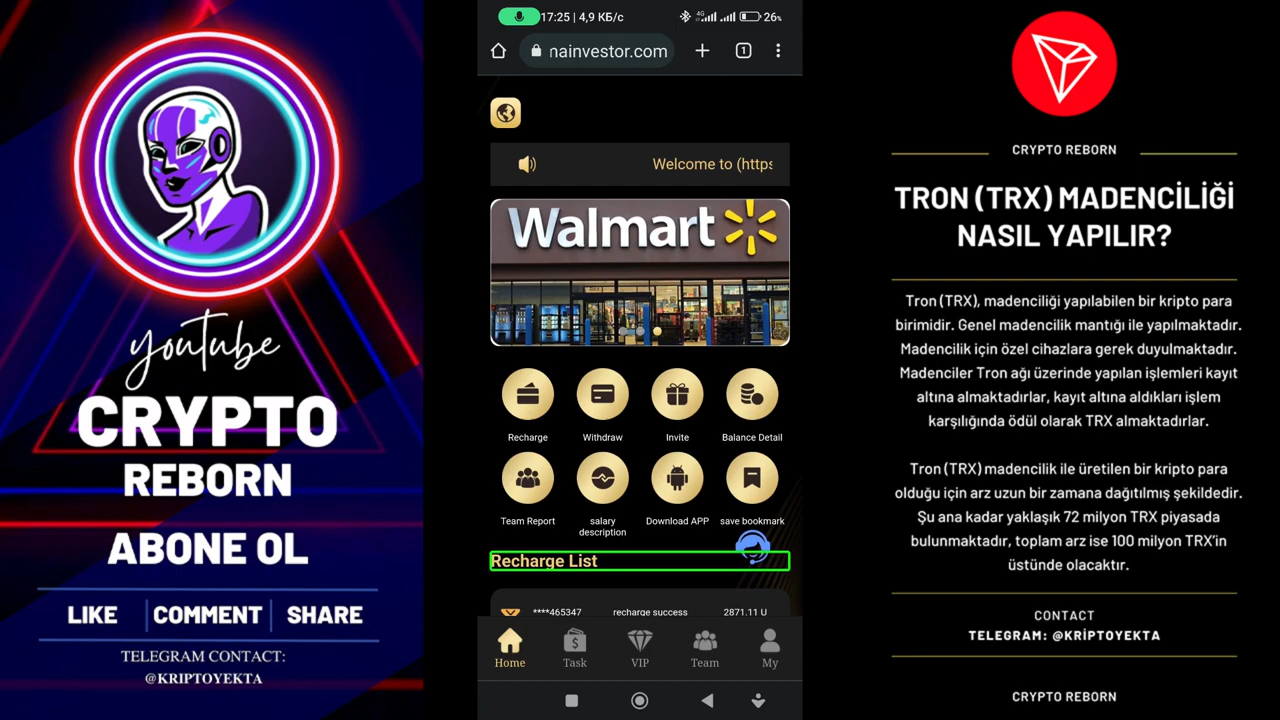 youtube
CRYPTO
REBORN
ABONE OL
LIKE
COMMENT
SHARE
TELEGRAM CONTACT:
@KRIPTOYEKTA
17:25 | 4,9 КБ/с
4G
26%
nainvestor.com
1
Welcome to (https
Walmart
Recharge
Withdraw
Invite
Balance Detail
Team Report
salary
description
Download APP
save bookmark
Recharge List
****465347
recharge success
2871.11 U
Home
Task
VIP
Team
My
CRYPTO REBORN
TRON (TRX) MADENCİLİĞİ
NASIL YAPILIR?
Tron (TRX), madenciliği yapılabilen bir kripto para
birimidir. Genel madencilik mantığı ile yapılmaktadır.
Madencilik için özel cihazlara gerek duyulmaktadır.
Madenciler Tron ağı üzerinde yapılan işlemleri kayıt
altına almaktadırlar, kayıt altına aldıkları işlem
karşılığında ödül olarak TRX almaktadırlar.
Tron (TRX) madencilik ile üretilen bir kripto para
olduğu için arz uzun bir zamana dağıtılmış şekildedir.
Şu ana kadar yaklaşık 72 milyon TRX piyasada
bulunmaktadır, toplam arz ise 100 milyon TRX'in
üstünde olacaktır.
CONTACT
TELEGRAM: @KRİPTOYEKTA
CRYPTO REBORN